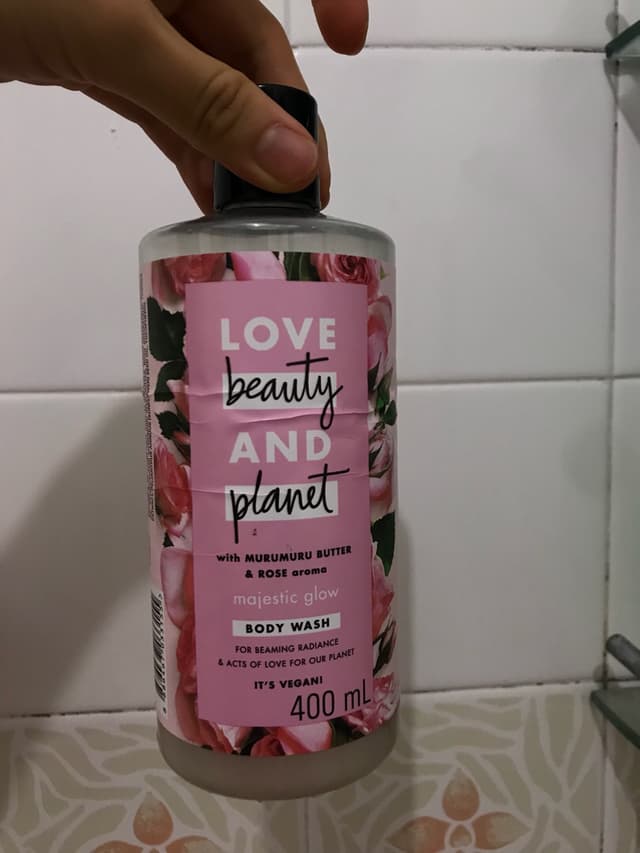 LOVE
beauty
AND
planet
with MURUMURU BUTTER
& ROSE aroma
majestic glow
BODY WASH
FOR BEAMING RADIANCE
& ACTS OF LOVE FOR OUR PLANET
IT'S VEGAN!
400 mL